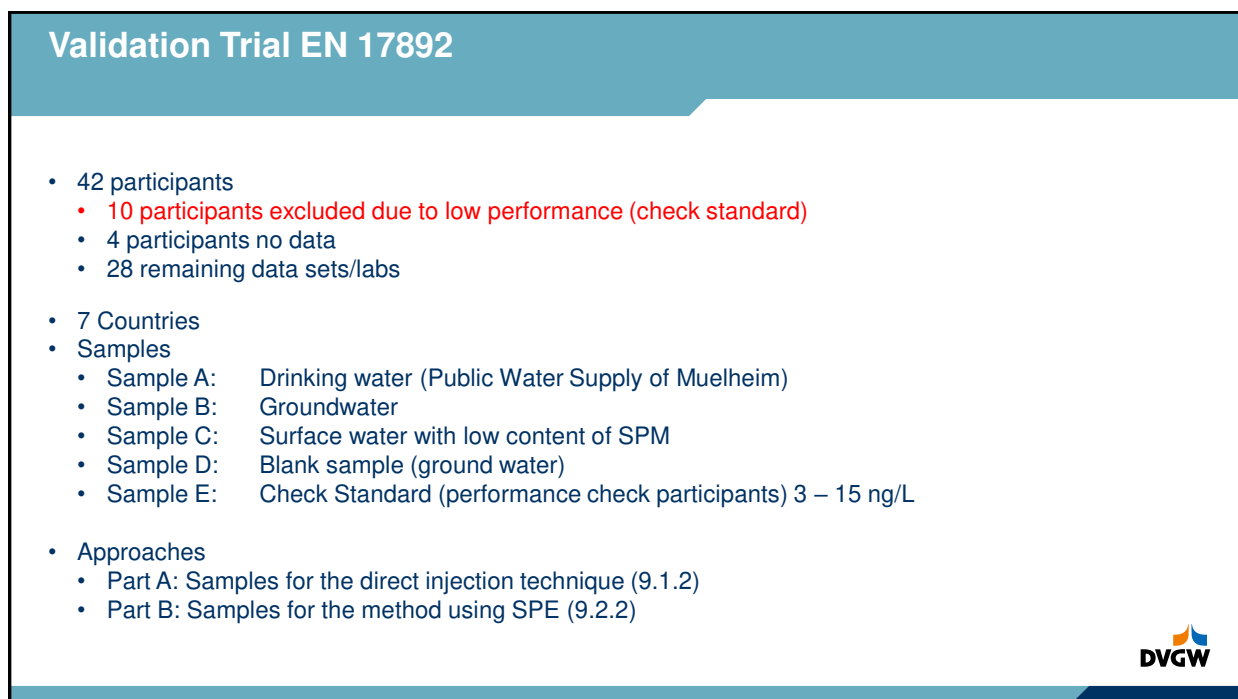 Validation Trial EN 17892
• 42 participants
• 10 participants excluded due to low performance (check standard)
• 4 participants no data
• 28 remaining data sets/labs
• 7 Countries
• Samples
• Sample A: Drinking water (Public Water Supply of Muelheim)
• Sample B: Groundwater
• Sample C: Surface water with low content of SPM
• Sample D: Blank sample (ground water)
• Sample E: Check Standard (performance check participants) 3 – 15 ng/L
• Approaches
• Part A: Samples for the direct injection technique (9.1.2)
• Part B: Samples for the method using SPE (9.2.2)
DVGW